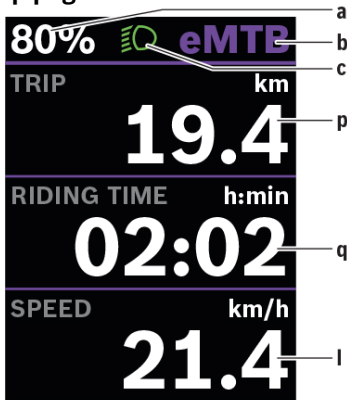 80% eMTB
a
b
c
TRIP km
19.4
p
RIDING TIME h:min
02:02
q
SPEED km/h
21.4
l